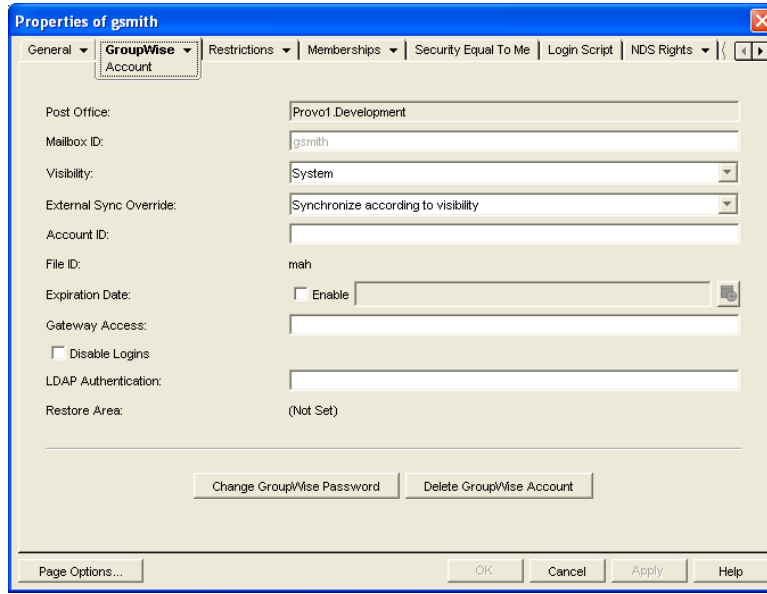 Properties of gsmith
General GroupWise Restrictions Memberships Security Equal To Me Login Script NDS Rights
Account
Post Office: Provo1.Development
Mailbox ID: gsmith
Visibility: System
External Sync Override: Synchronize according to visibility
Account ID:
File ID: mah
Expiration Date: Enable
Gateway Access:
Disable Logins
LDAP Authentication:
Restore Area: (Not Set)
Change GroupWise Password Delete GroupWise Account
Page Options... OK Cancel Apply Help